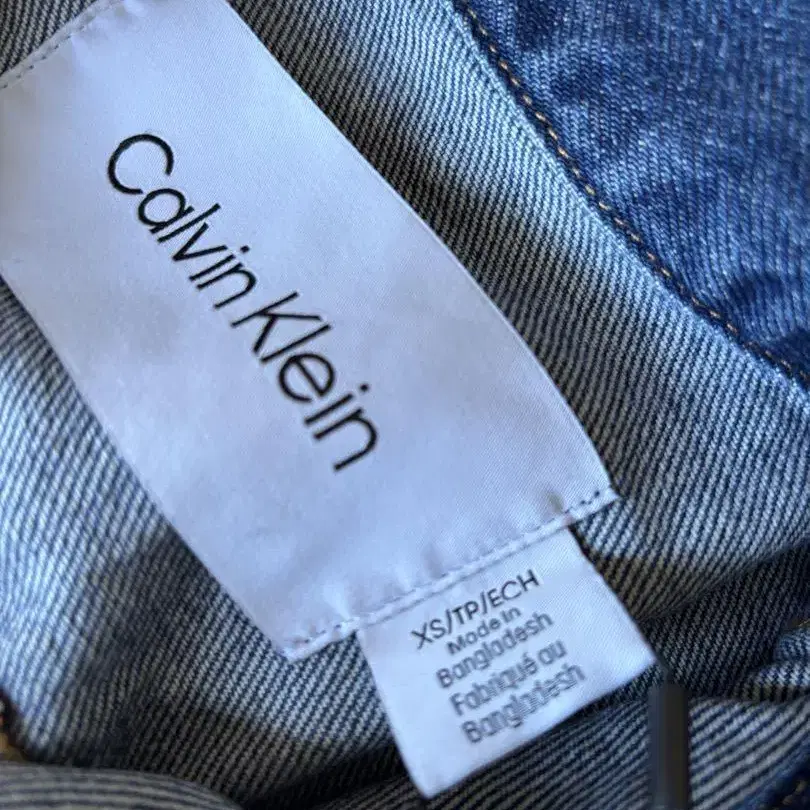 Calvin Klein
XS/TP/ECH
Made in
Bangladesh
Fabriqué au
Bangladesh